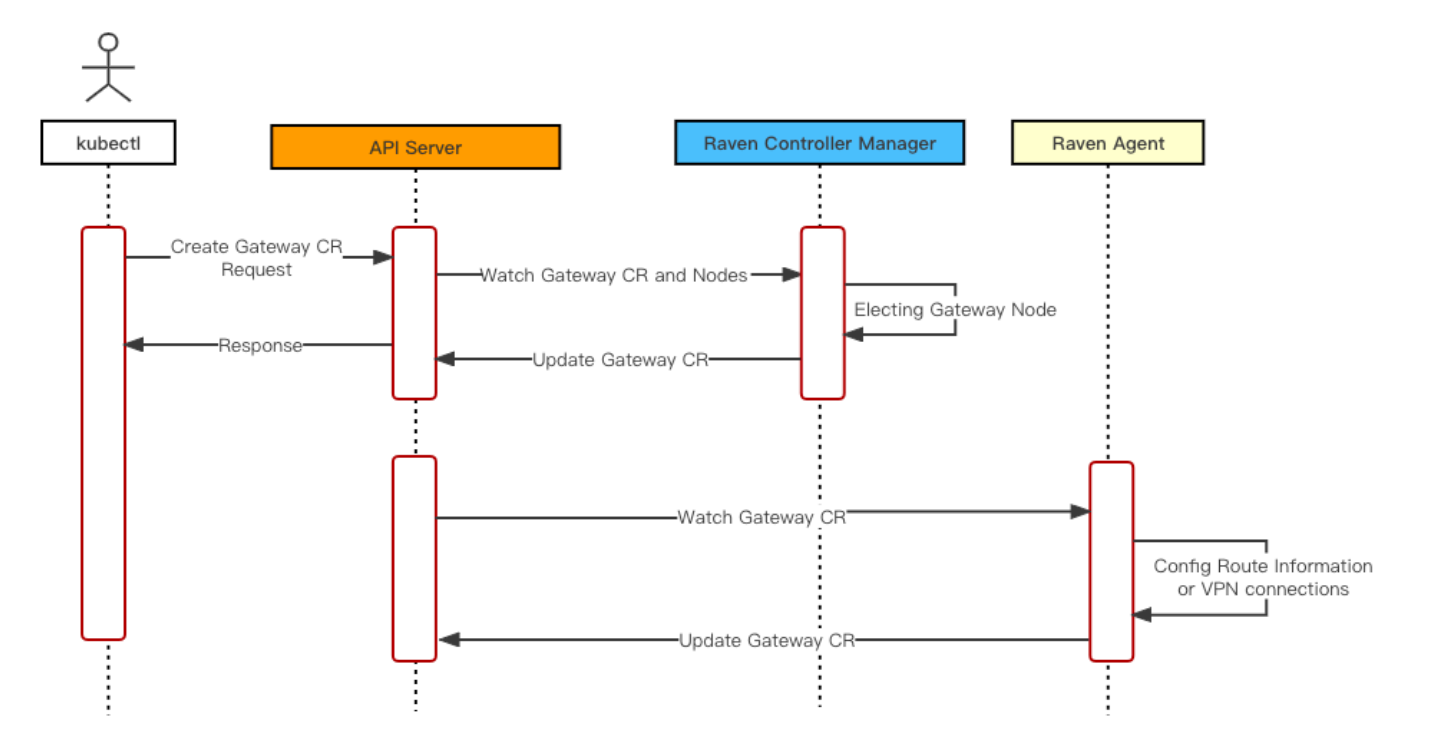 kubectl
API Server
Raven Controller Manager
Raven Agent
Create Gateway CR
Request
Watch Gateway CR and Nodes
Electing Gateway Node
Response
Update Gateway CR
Watch Gateway CR
Config Route Information
or VPN connections
Update Gateway CR